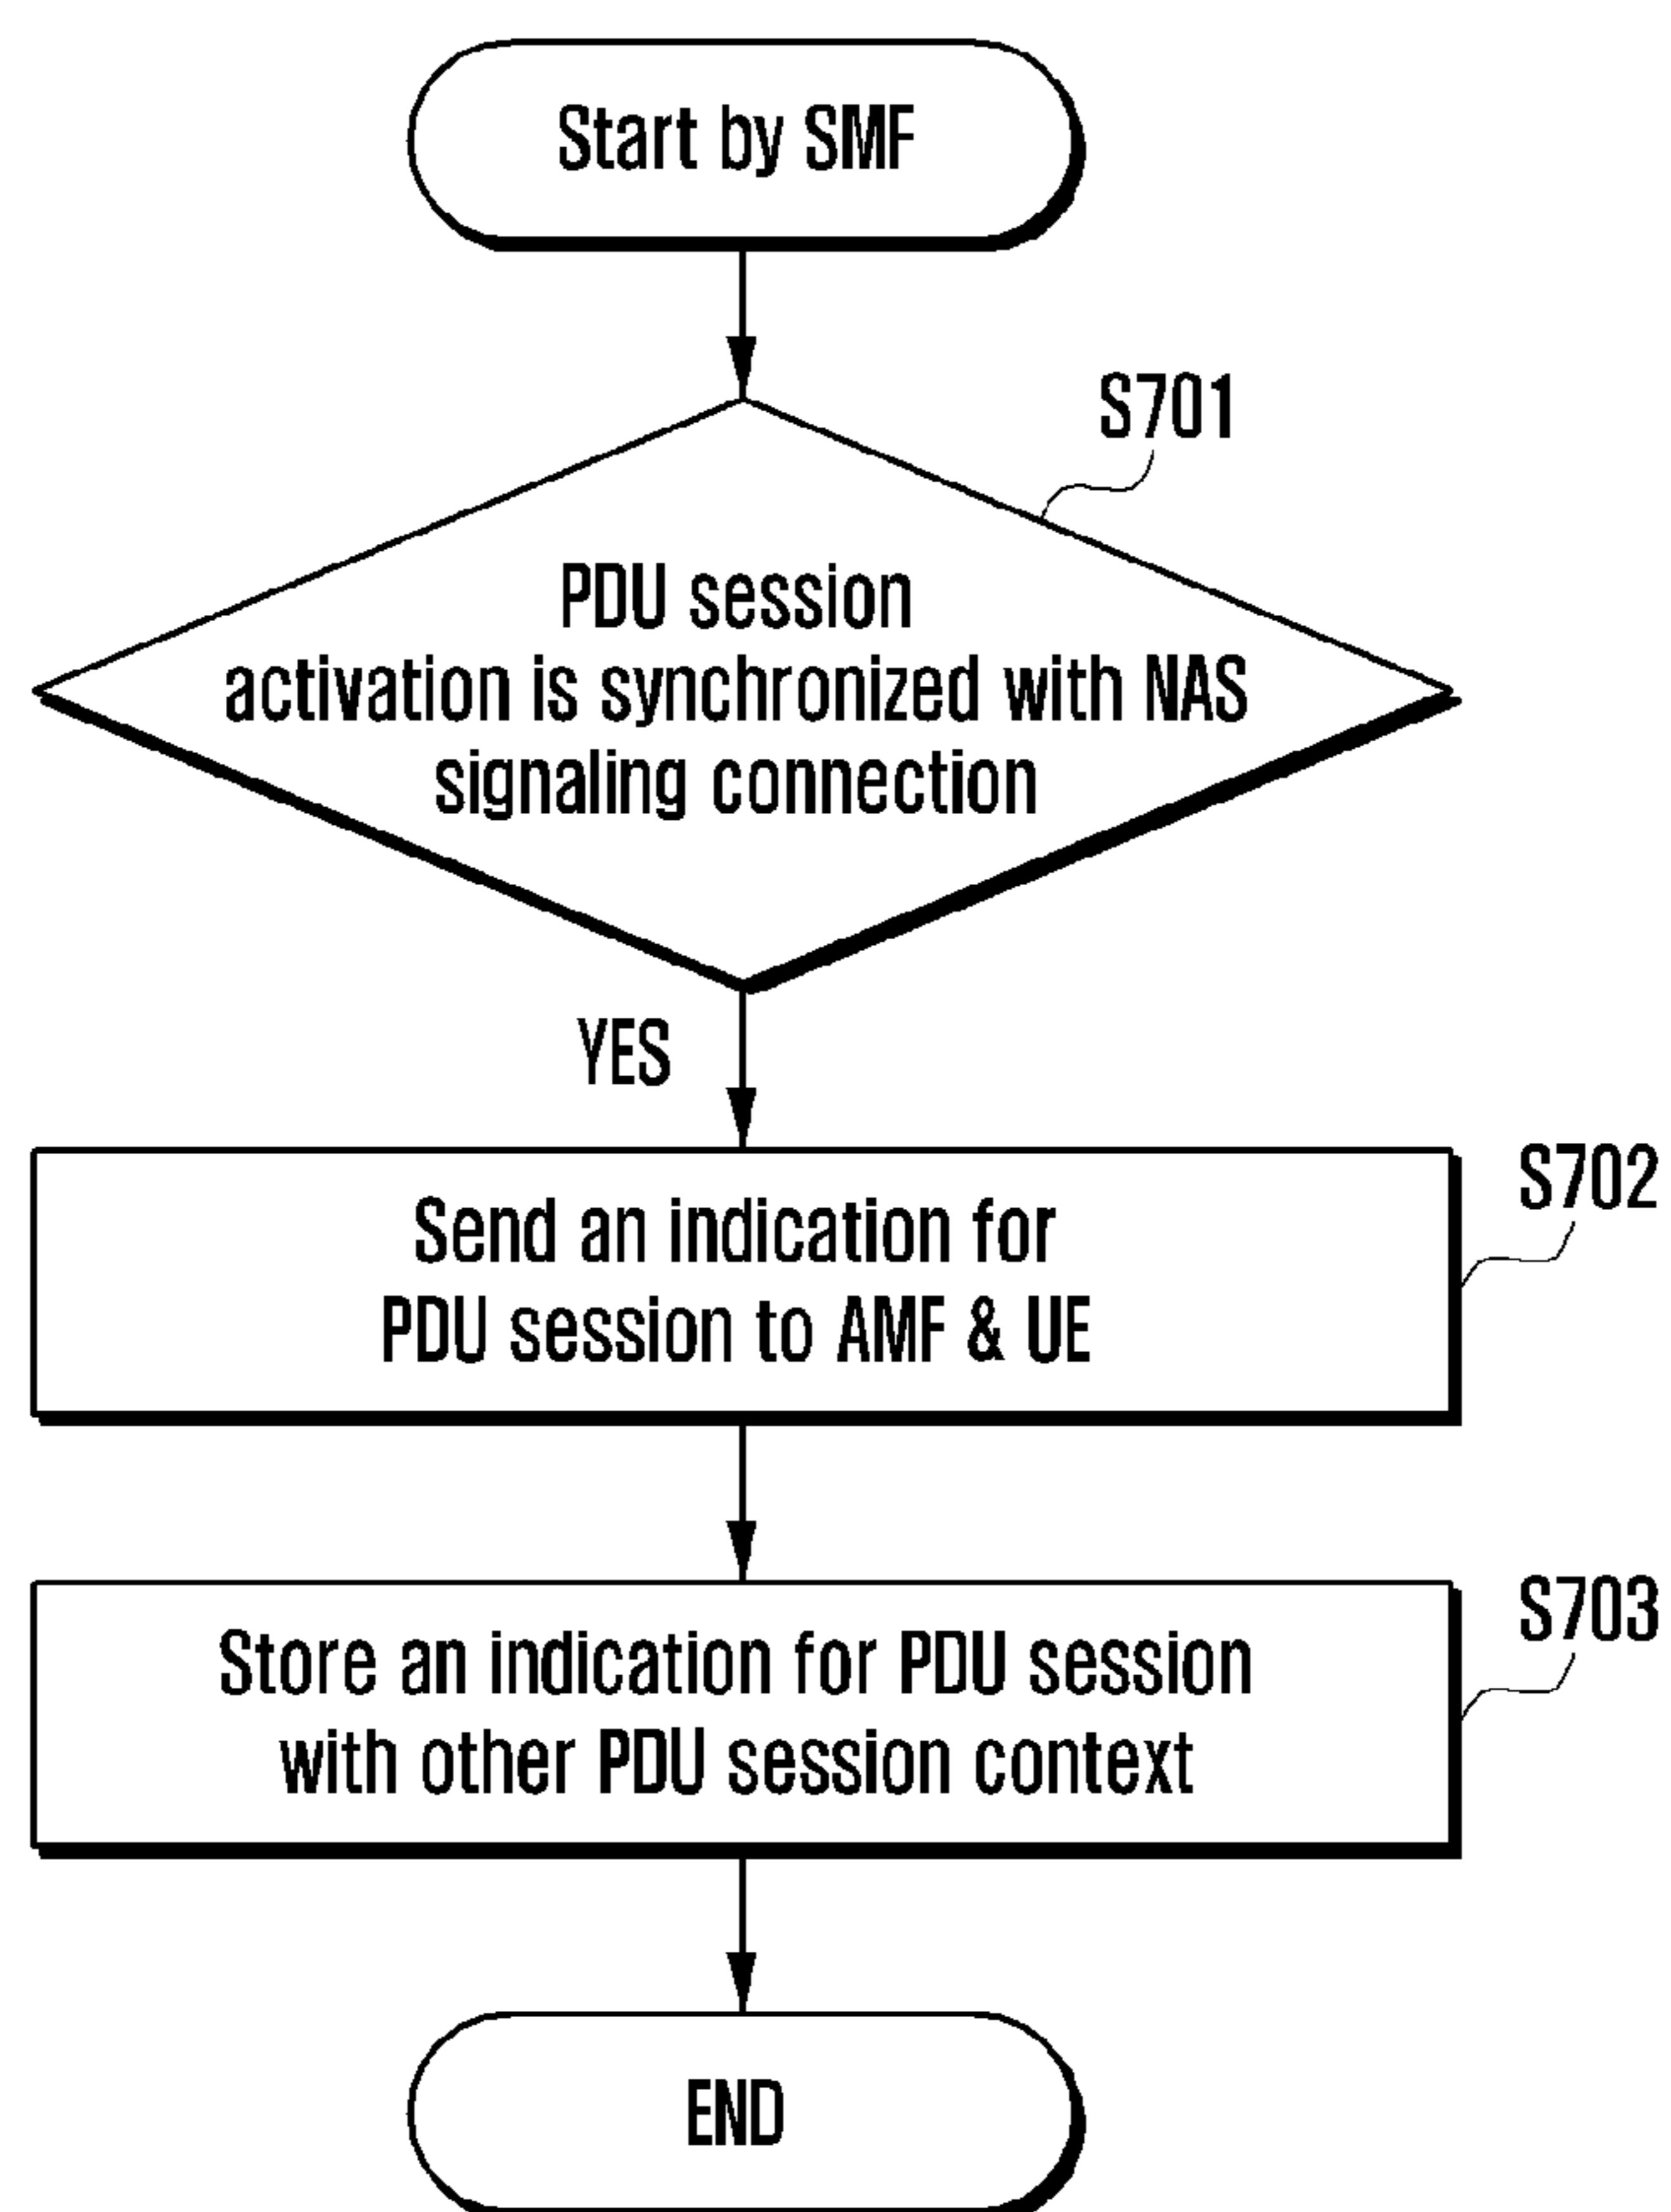 Start by SMF
S701
PDU session
activation is synchronized with NAS
signaling connection
YES
S702
Send an indication for
PDU session to AMF & UE
S703
Store an indication for PDU session
with other PDU session context
END